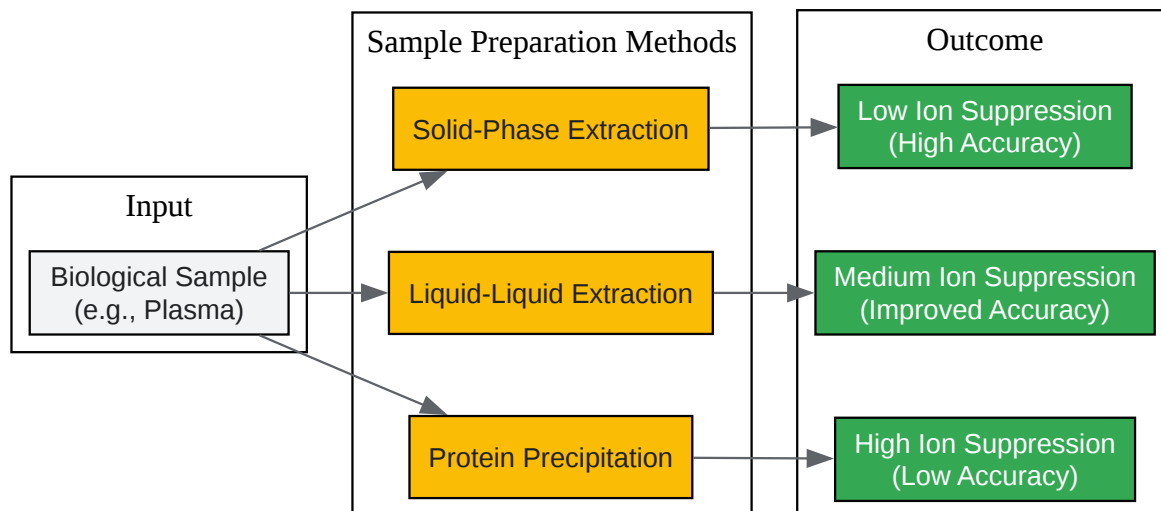 Input
Biological Sample
(e.g., Plasma)
Sample Preparation Methods
Solid-Phase Extraction
Liquid-Liquid Extraction
Protein Precipitation
Outcome
Low Ion Suppression
(High Accuracy)
Medium Ion Suppression
(Improved Accuracy)
High Ion Suppression
(Low Accuracy)